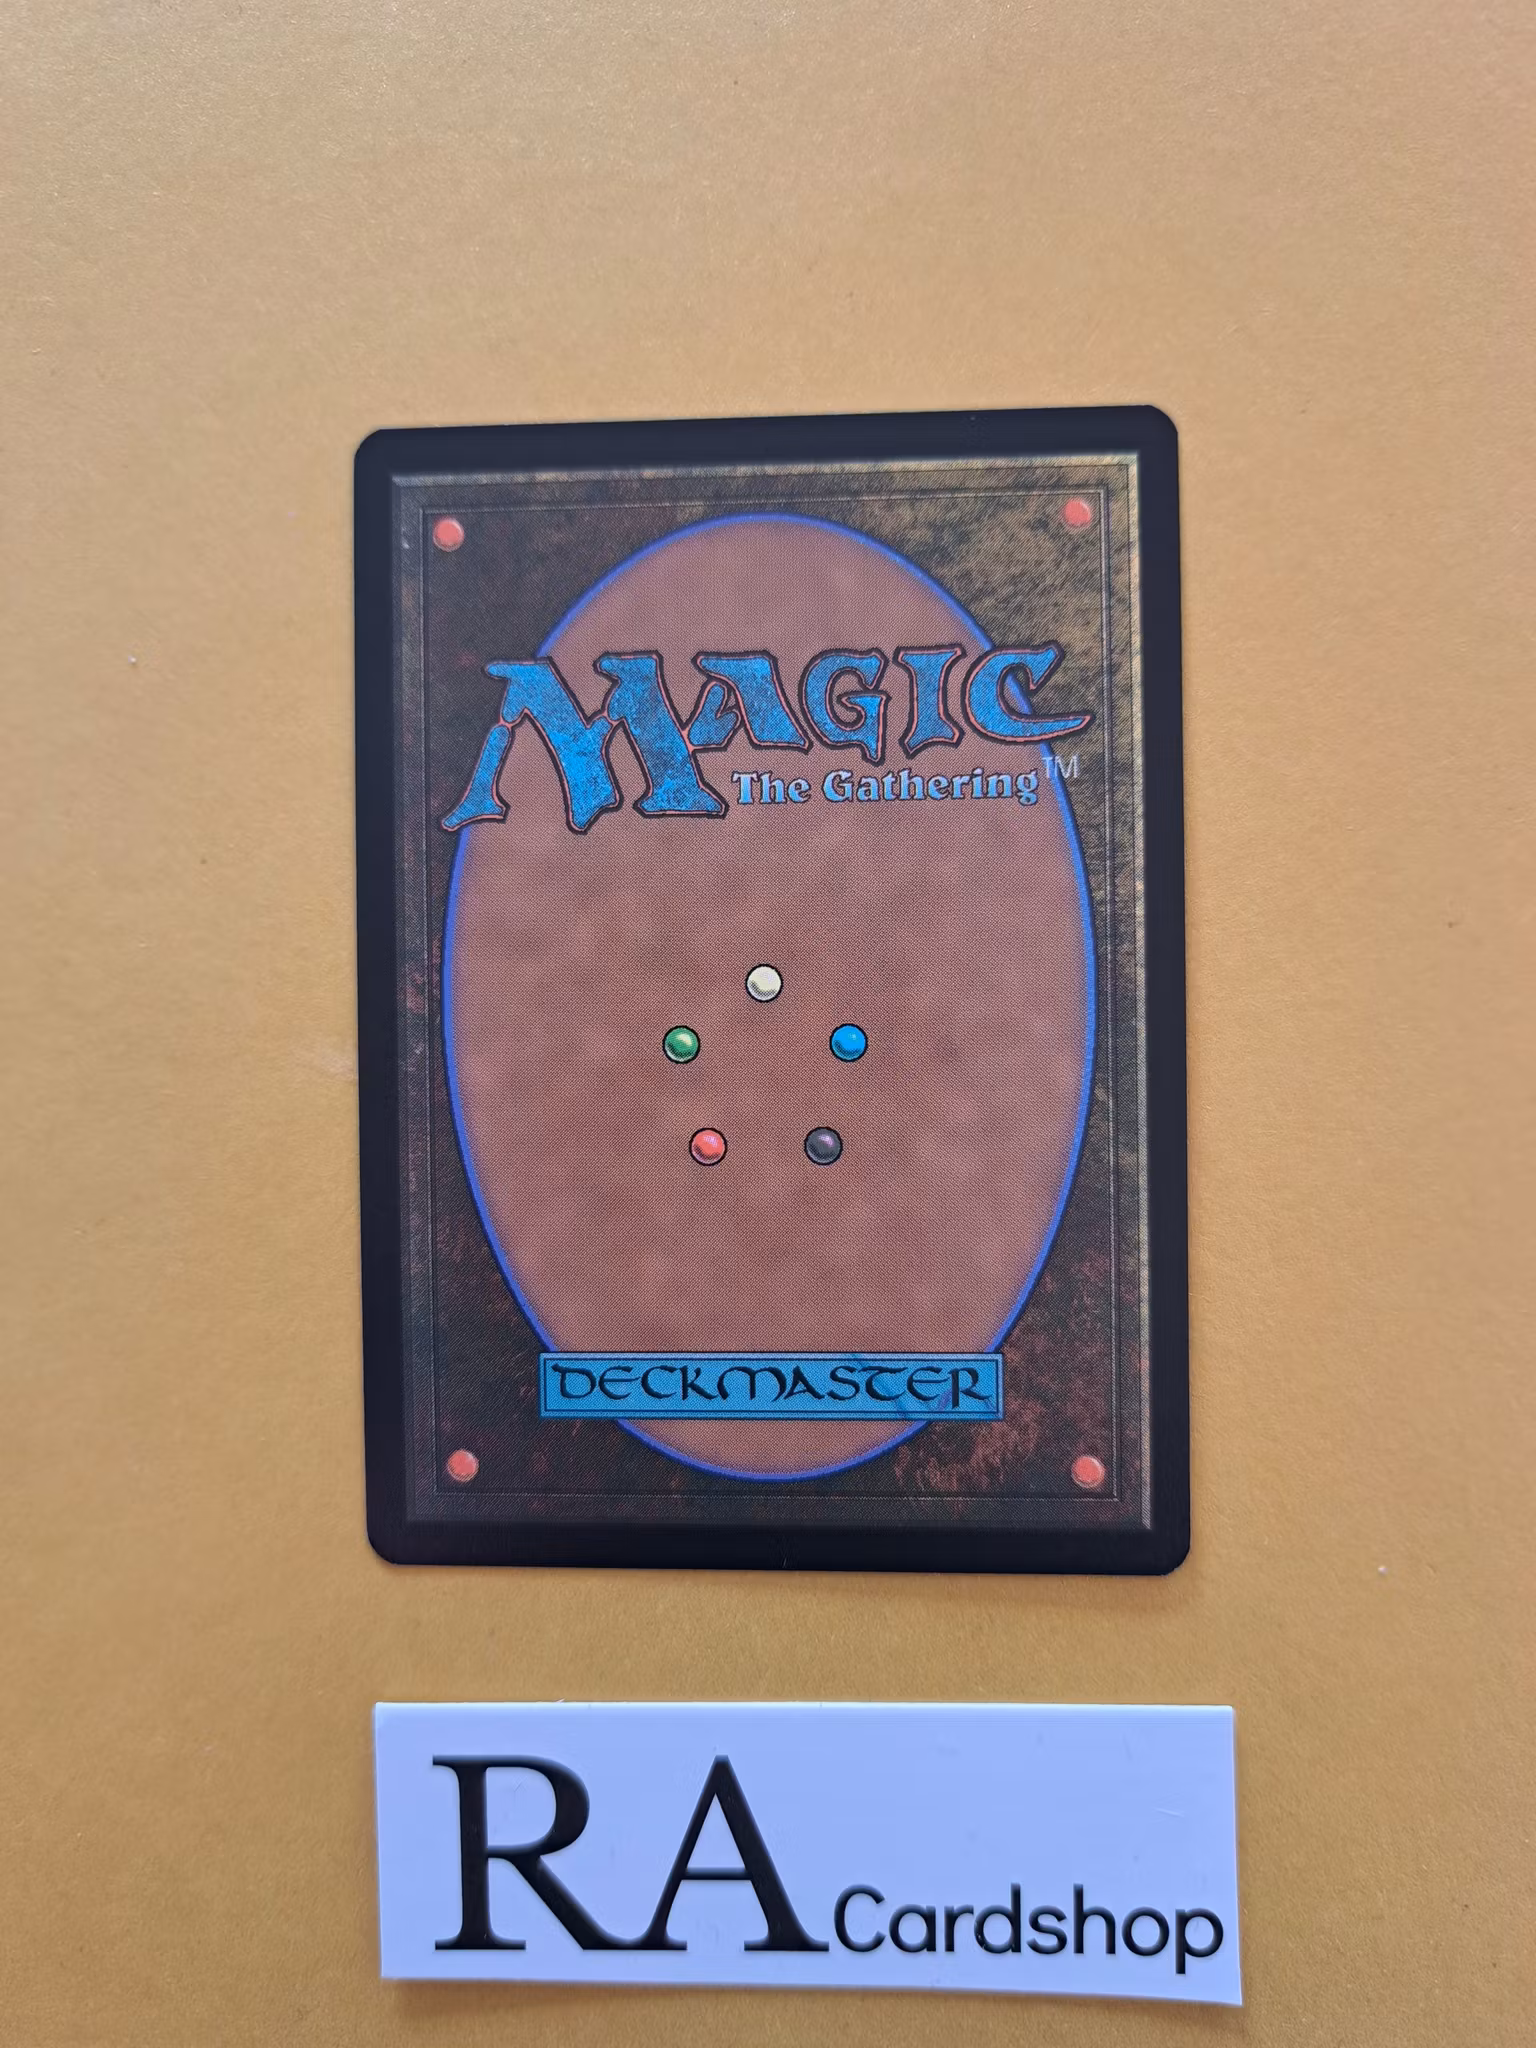 MAGIC
The Gathering™
DECKMASTER
RA Cardshop